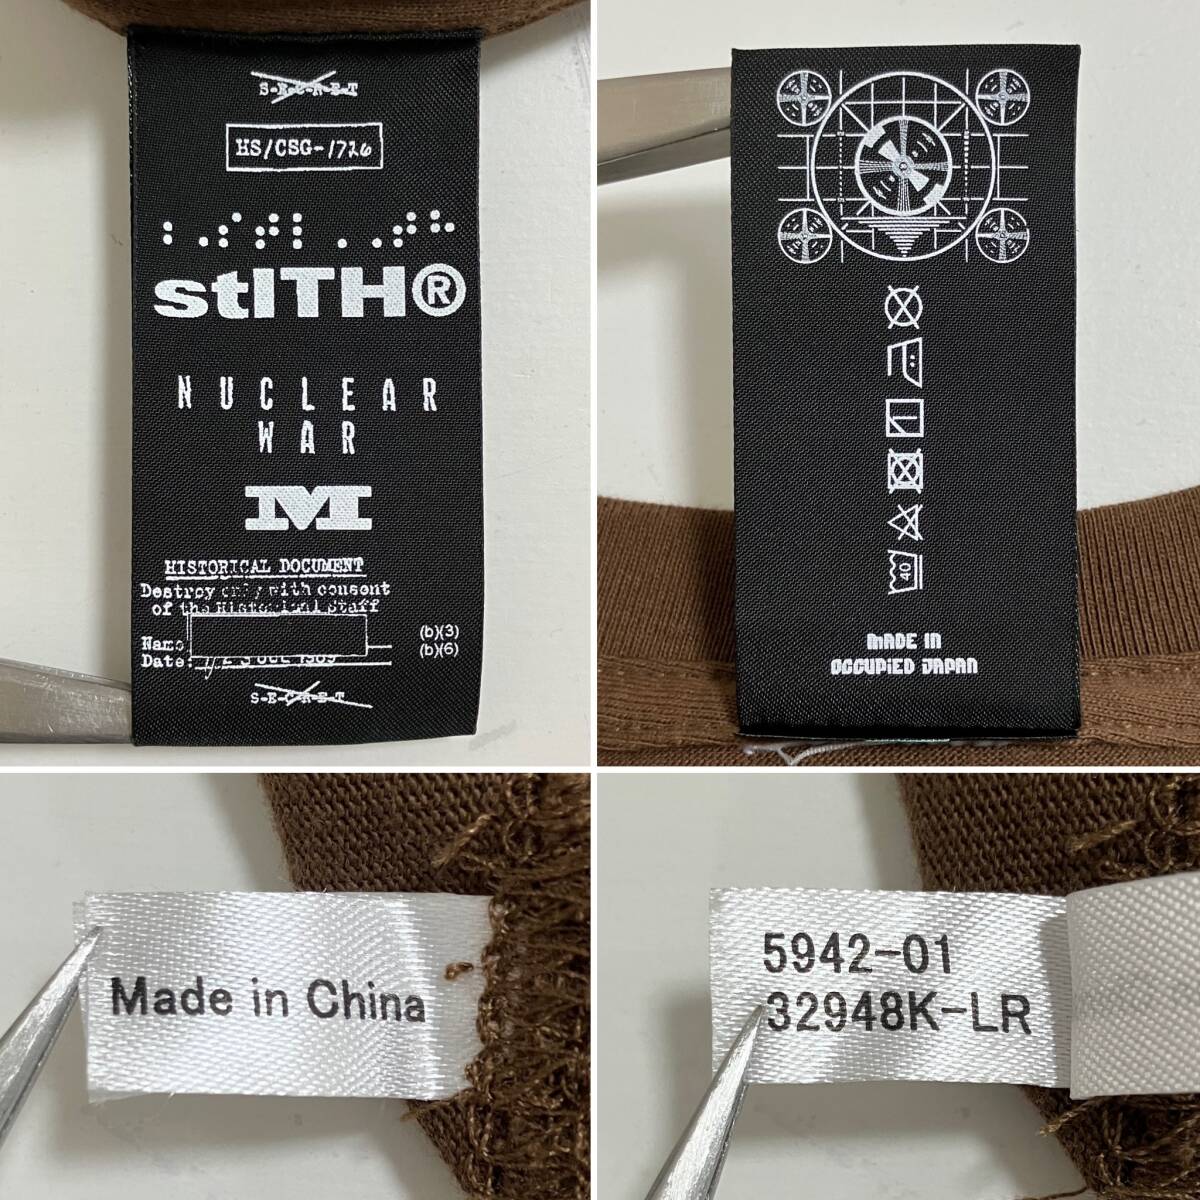 S-E-C-R-E-T
HS/CSG-1726
stITH®
NUCLEAR
WAR
M
HISTORICAL DOCUMENT
Destroy only with consent
of the Historical Staff
Name
(b)(3)
Date: 1989
(b)(6)
S-E-C-R-E-T
40
MADE IN
OCCUPIED JAPAN
Made in China
5942-01
32948K-LR